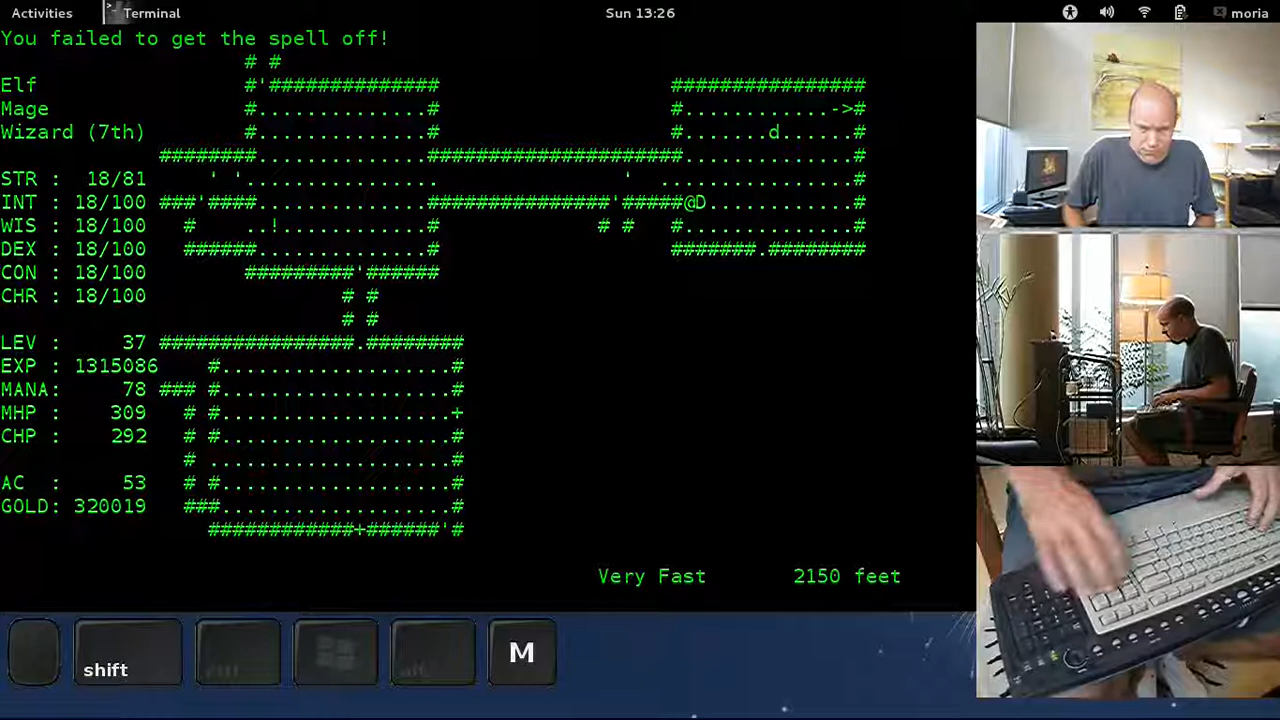 Activities Terminal Sun 13:26 moria
You failed to get the spell off!
# #
Elf #'############## ################
Mage #..............# #............->#
Wizard (7th) #..............# #.......d......#
########..............#####################...............#
STR : 18/81 ' '............... ' ................#
INT : 18/100 ###'####..............###############'#####@D.............#
WIS : 18/100 # ..!............# # # #..............#
DEX : 18/100 ######..............# #######.########
CON : 18/100 #########'######
CHR : 18/100 # #
# #
LEV : 37 ################.########
EXP : 1315086 #...................#
MANA: 78 ### #...................#
MHP : 309 # #...................+
CHP : 292 # #...................#
# ....................#
AC : 53 # #...................#
GOLD: 320019 ###...................#
############+######'#
Very Fast 2150 feet
shift M